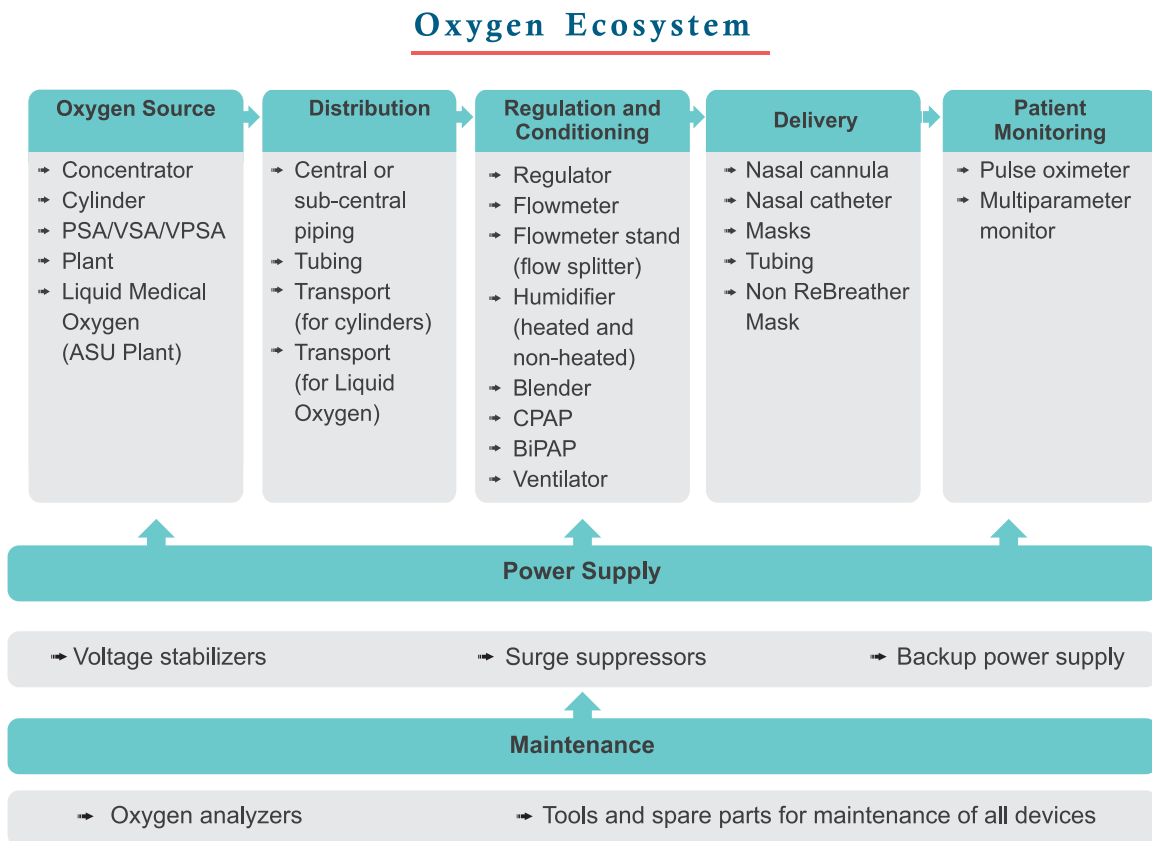 Oxygen Ecosystem
Oxygen Source
Concentrator
Cylinder
PSA/VSA/VPSA
Plant
Liquid Medical
Oxygen
(ASU Plant)
Distribution
Central or
sub-central
piping
Tubing
Transport
(for cylinders)
Transport
(for Liquid
Oxygen)
Regulation and
Conditioning
Regulator
Flowmeter
Flowmeter stand
(flow splitter)
Humidifier
(heated and
non-heated)
Blender
CPAP
BiPAP
Ventilator
Delivery
Nasal cannula
Nasal catheter
Masks
Tubing
Non ReBreather
Mask
Patient
Monitoring
Pulse oximeter
Multiparameter
monitor
Power Supply
Voltage stabilizers
Surge suppressors
Backup power supply
Maintenance
Oxygen analyzers
Tools and spare parts for maintenance of all devices